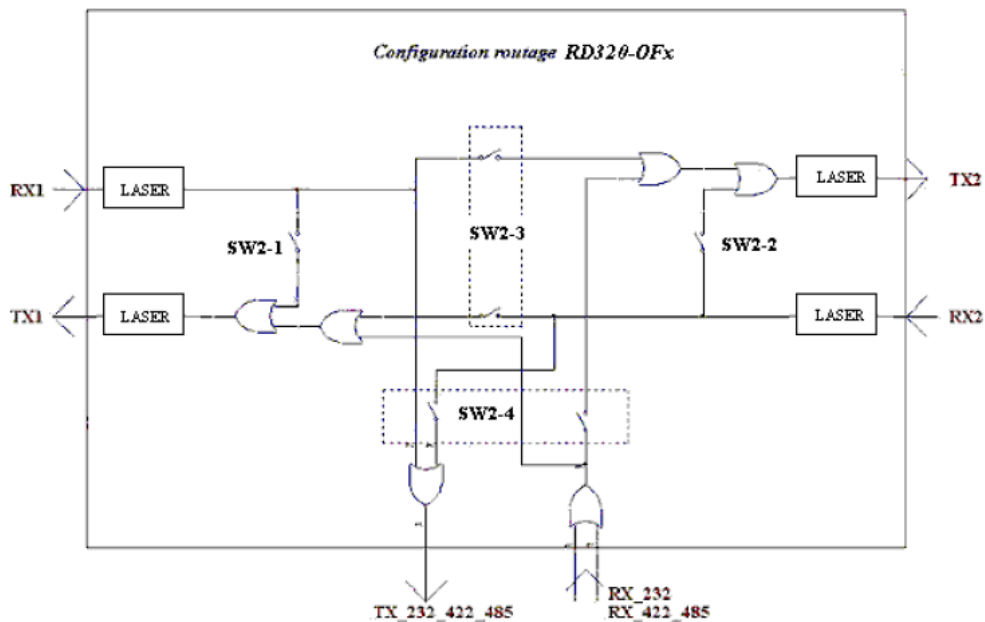 Configuration routage RD320-OFx
RX1
LASER
LASER
TX2
SW2-1
SW2-3
SW2-2
TX1
LASER
LASER
RX2
SW2-4
TX_232_422_485
RX_232
RX_422_485